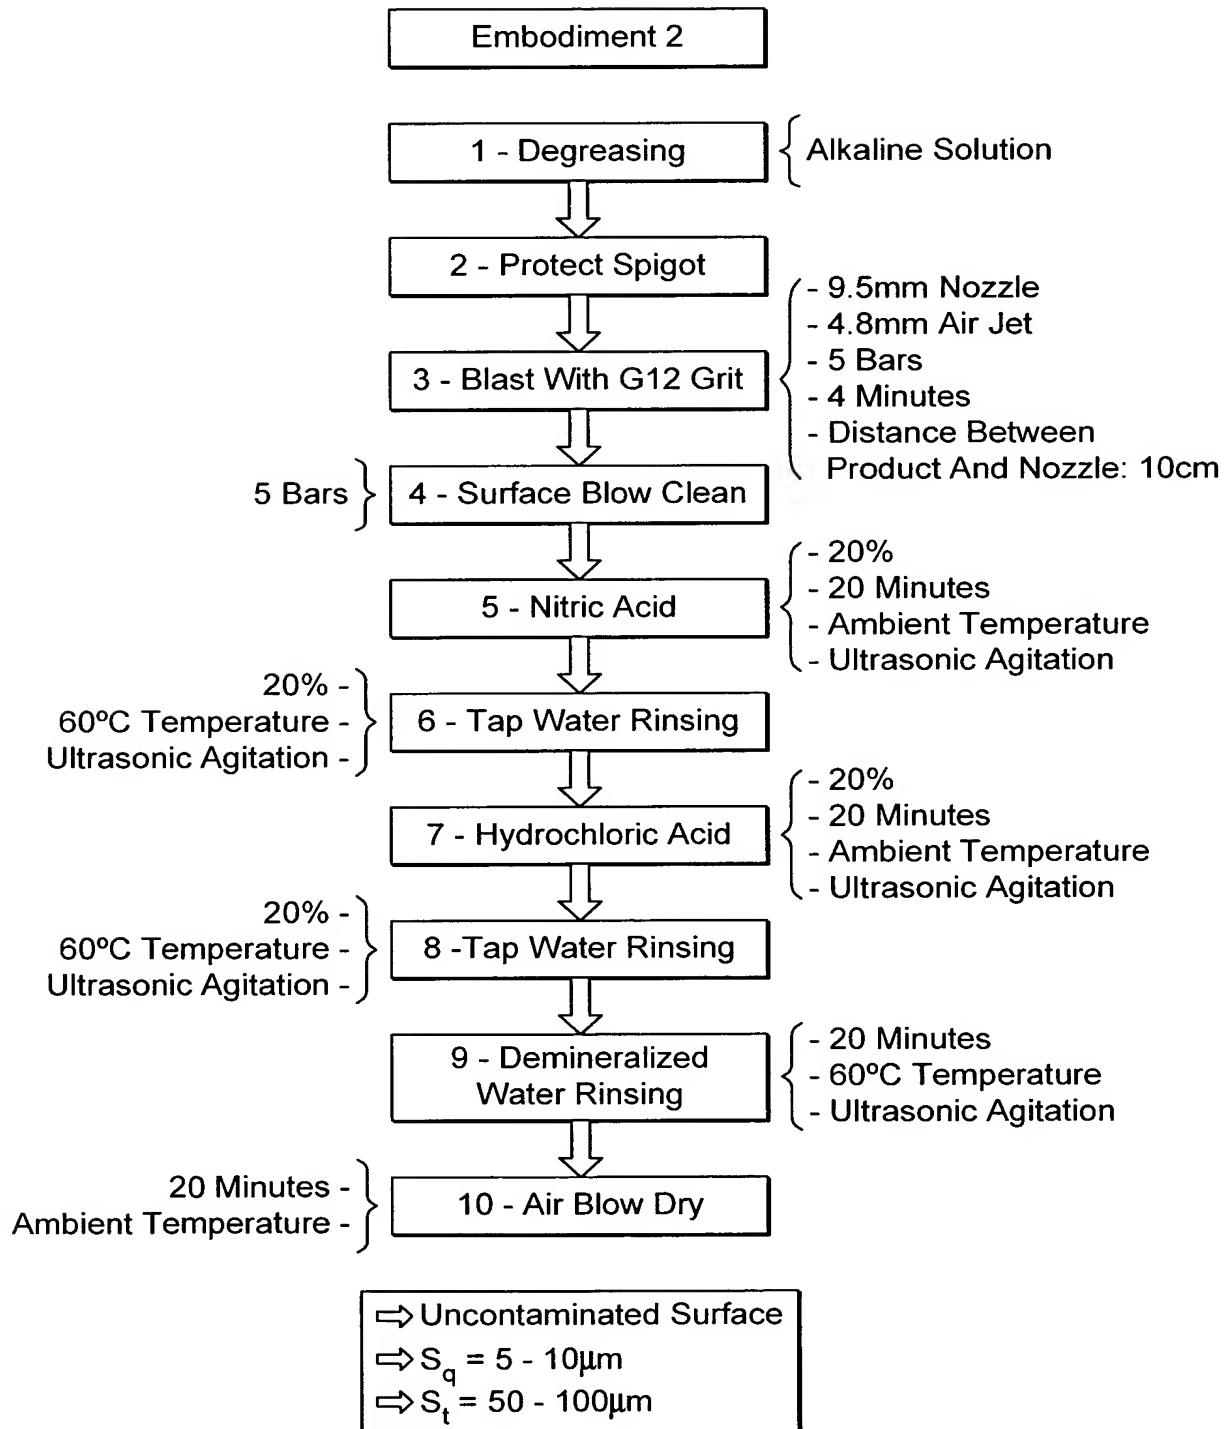 Embodiment 2
1 - Degreasing
Alkaline Solution
2 - Protect Spigot
3 - Blast With G12 Grit
- 9.5mm Nozzle
- 4.8mm Air Jet
- 5 Bars
- 4 Minutes
- Distance Between
Product And Nozzle: 10cm
5 Bars
4 - Surface Blow Clean
5 - Nitric Acid
- 20%
- 20 Minutes
- Ambient Temperature
- Ultrasonic Agitation
20% -
60ºC Temperature -
Ultrasonic Agitation -
6 - Tap Water Rinsing
7 - Hydrochloric Acid
- 20%
- 20 Minutes
- Ambient Temperature
- Ultrasonic Agitation
20% -
60ºC Temperature -
Ultrasonic Agitation -
8 -Tap Water Rinsing
9 - Demineralized
Water Rinsing
- 20 Minutes
- 60ºC Temperature
- Ultrasonic Agitation
20 Minutes -
Ambient Temperature -
10 - Air Blow Dry
⇨ Uncontaminated Surface
⇨ Sq = 5 - 10µm
⇨ St = 50 - 100µm